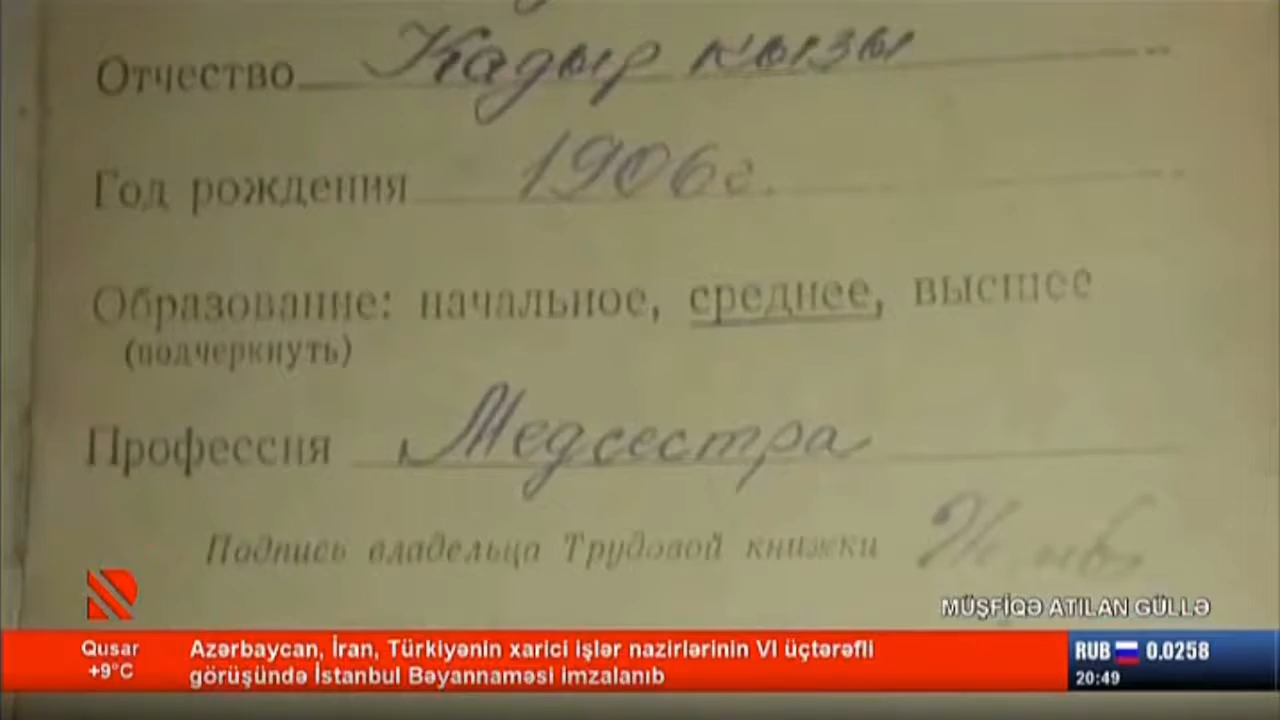 Отчество Кадыр кызы
Год рождения 1906 г.
Образование: начальное, среднее, высшее
(подчеркнуть)
Профессия Медсестра
Подпись владельца Трудовой книжки
MÜŞFİQƏ ATILAN GÜLLƏ
Qusar
+9°C
Azərbaycan, İran, Türkiyənin xarici işlər nazirlərinin VI üçtərəfli
görüşündə İstanbul Bəyannaməsi imzalanıb
RUB 0.0258
20:49